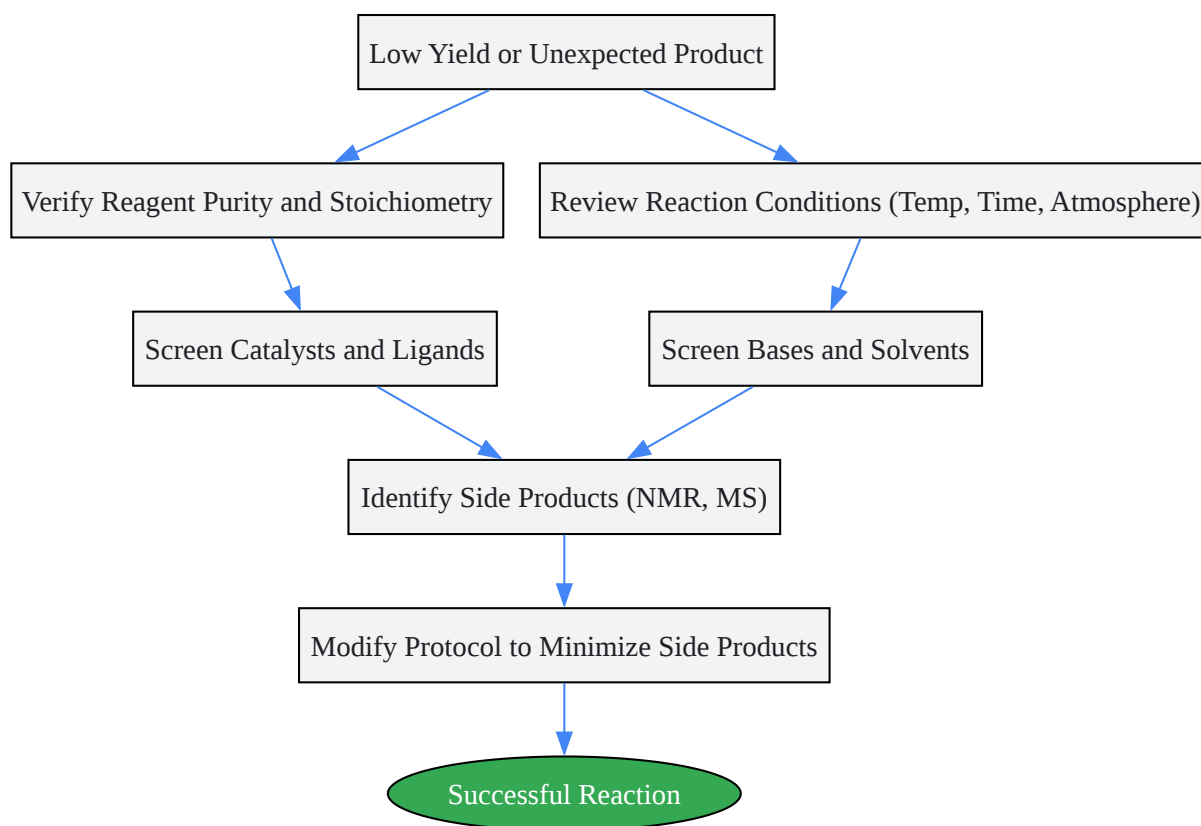 Low Yield or Unexpected Product
Verify Reagent Purity and Stoichiometry
Review Reaction Conditions (Temp, Time, Atmosphere)
Screen Catalysts and Ligands
Screen Bases and Solvents
Identify Side Products (NMR, MS)
Modify Protocol to Minimize Side Products
Successful Reaction